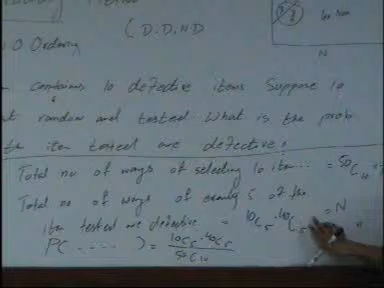 ( D.D.ND
Non
N
O Ordering
contains 10 defective items Suppose 10
at random and tested What is the prob
item tested are defective.
Total no of ways of selecting 10 item.... = 50C10
Total no of ways of exactly 5 of the
item tested are defective = 10C5 . 40C5 = N
P( ..... ) = 10C5 . 40C5 / 50C10